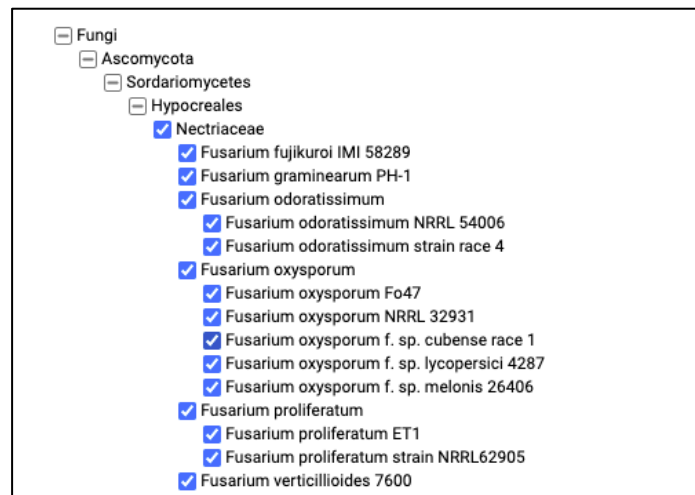 Fungi
Ascomycota
Sordariomycetes
Hypocreales
Nectriaceae
Fusarium fujikuroi IMI 58289
Fusarium graminearum PH-1
Fusarium odoratissimum
Fusarium odoratissimum NRRL 54006
Fusarium odoratissimum strain race 4
Fusarium oxysporum
Fusarium oxysporum Fo47
Fusarium oxysporum NRRL 32931
Fusarium oxysporum f. sp. cubense race 1
Fusarium oxysporum f. sp. lycopersici 4287
Fusarium oxysporum f. sp. melonis 26406
Fusarium proliferatum
Fusarium proliferatum ET1
Fusarium proliferatum strain NRRL62905
Fusarium verticillioides 7600